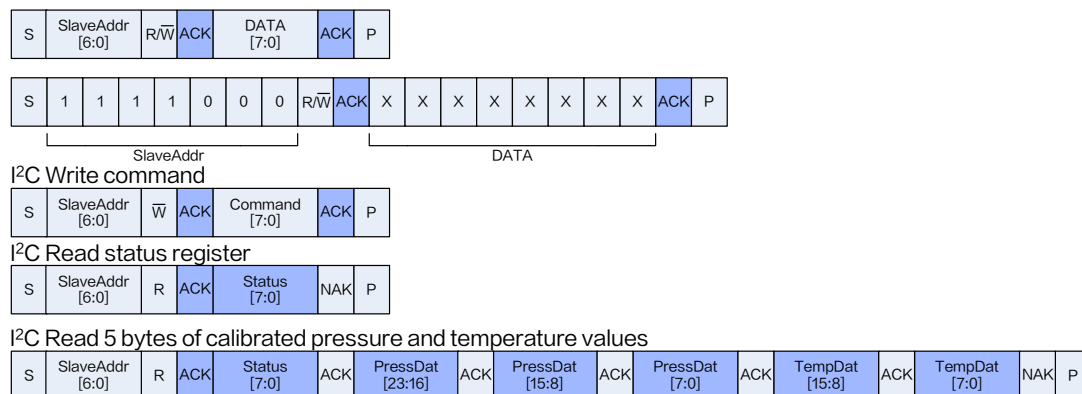 S SlaveAddr [6:0] R/W̅ ACK DATA [7:0] ACK P
S 1 1 1 1 0 0 0 R/W̅ ACK X X X X X X X X ACK P
SlaveAddr DATA
I²C Write command
S SlaveAddr [6:0] W̅ ACK Command [7:0] ACK P
I²C Read status register
S SlaveAddr [6:0] R ACK Status [7:0] NAK P
I²C Read 5 bytes of calibrated pressure and temperature values
S SlaveAddr [6:0] R ACK Status [7:0] ACK PressDat [23:16] ACK PressDat [15:8] ACK PressDat [7:0] ACK TempDat [15:8] ACK TempDat [7:0] NAK P